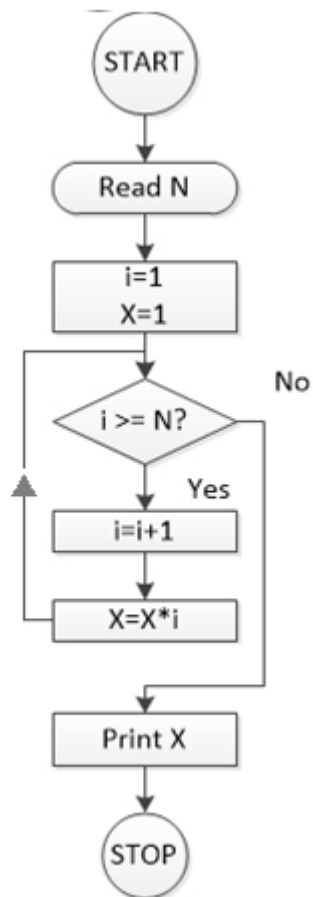 START
Read N
i=1
X=1
No
i >= N?
Yes
i=i+1
X=X*i
Print X
STOP